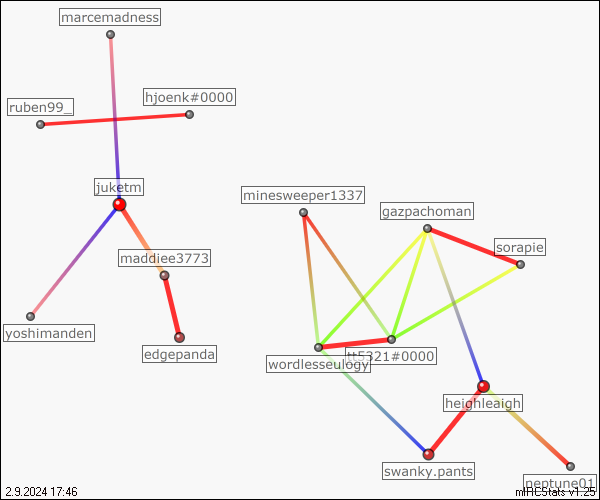 marcemadness
hjoenk#0000
ruben99_
juketm
minesweeper1337
gazpachoman
sorapie
maddiee3773
yoshimanden
edgepanda
wordlesseulogy
tt5321#0000
heighleaigh
swanky.pants
neptune01
2.9.2024 17:46
mIRCStats v1.25